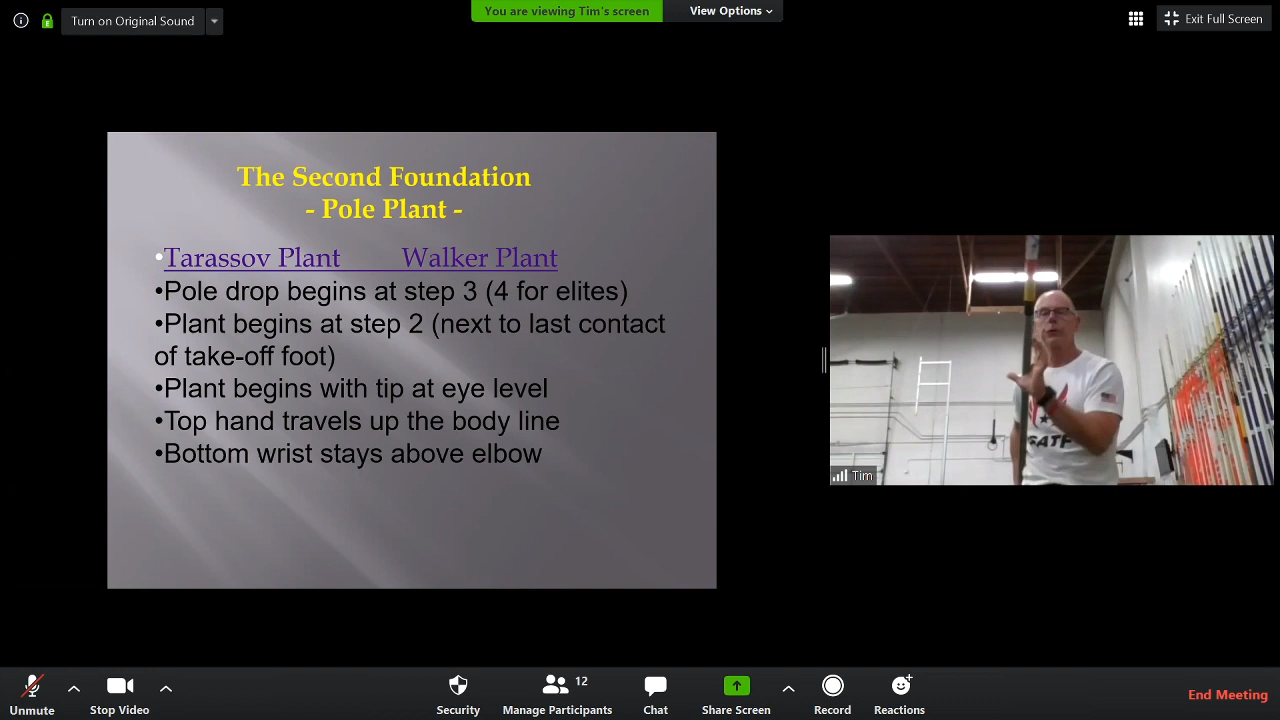 Turn on Original Sound
You are viewing Tim's screen
View Options
Exit Full Screen
E
The Second Foundation
- Pole Plant -
•Tarassov Plant Walker Plant
•Pole drop begins at step 3 (4 for elites)
•Plant begins at step 2 (next to last contact
of take-off foot)
•Plant begins with tip at eye level
•Top hand travels up the body line
•Bottom wrist stays above elbow
Tim
Unmute
Stop Video
Security
12
Manage Participants
Chat
Share Screen
Record
Reactions
End Meeting